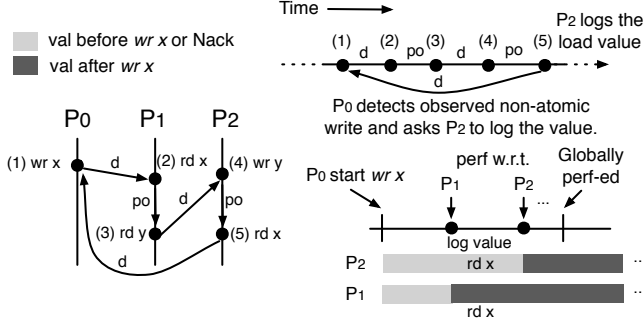 Time
val before wr x or Nack
val after wr x
P2 logs the load value
(1) (2) (3) (4) (5)
d po d po
d
P0 detects observed non-atomic
write and asks P2 to log the value.
P0 P1 P2
(1) wr x
d
(2) rd x
(4) wr y
po
d
po
(3) rd y
(5) rd x
d
perf w.r.t.
Globally
perf-ed
P0 start wr x
P1
P2
...
log value
P2
rd x
...
P1
...
rd x